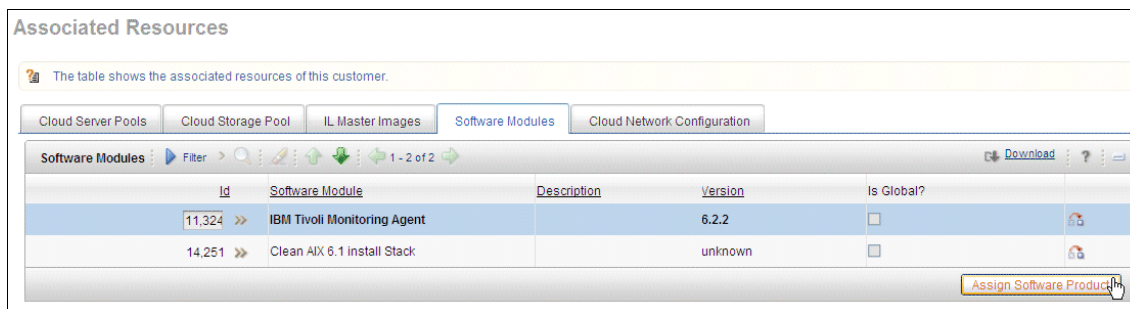 Associated Resources
The table shows the associated resources of this customer.
Cloud Server Pools Cloud Storage Pool IL Master Images Software Modules Cloud Network Configuration
Software Modules Filter 1 - 2 of 2 Download ?
Id Software Module Description Version Is Global?
11,324 IBM Tivoli Monitoring Agent 6.2.2
14,251 Clean AIX 6.1 install Stack unknown
Assign Software Product